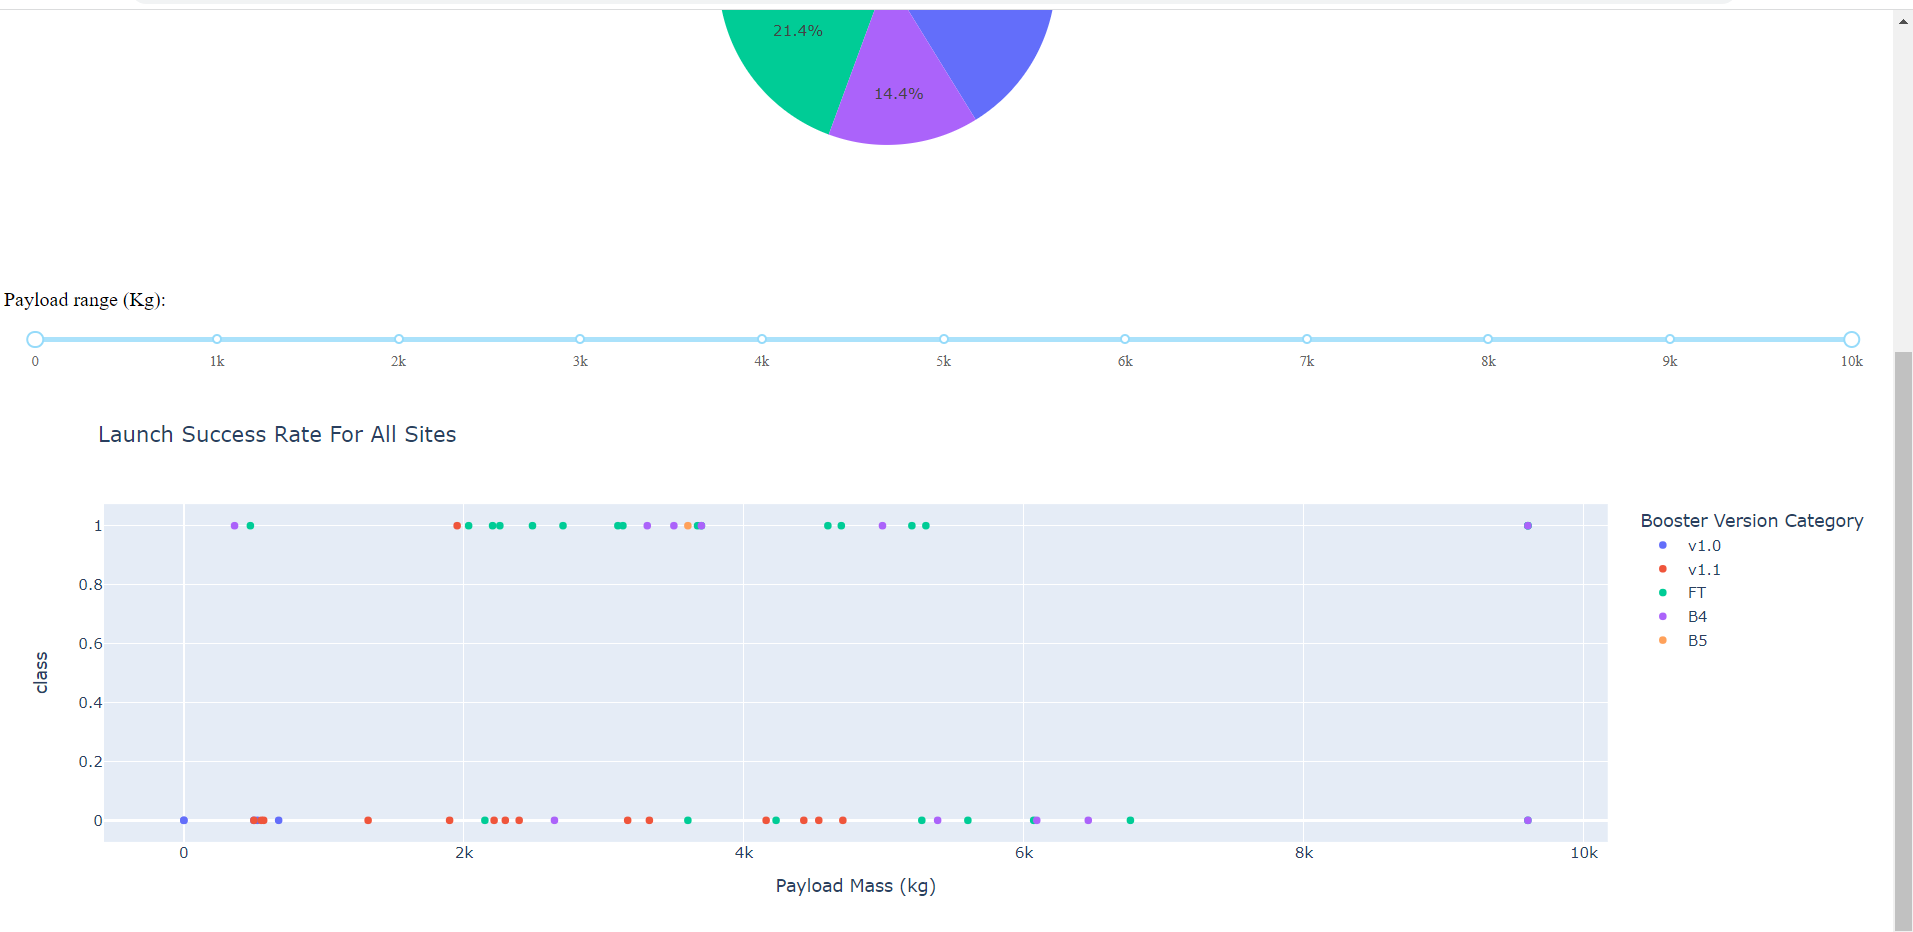 21.4%
14.4%
Payload range (Kg):
0 1k 2k 3k 4k 5k 6k 7k 8k 9k 10k
Launch Success Rate For All Sites
Booster Version Category
v1.0
v1.1
FT
B4
B5
1
0.8
0.6
0.4
0.2
0
class
0 2k 4k 6k 8k 10k
Payload Mass (kg)